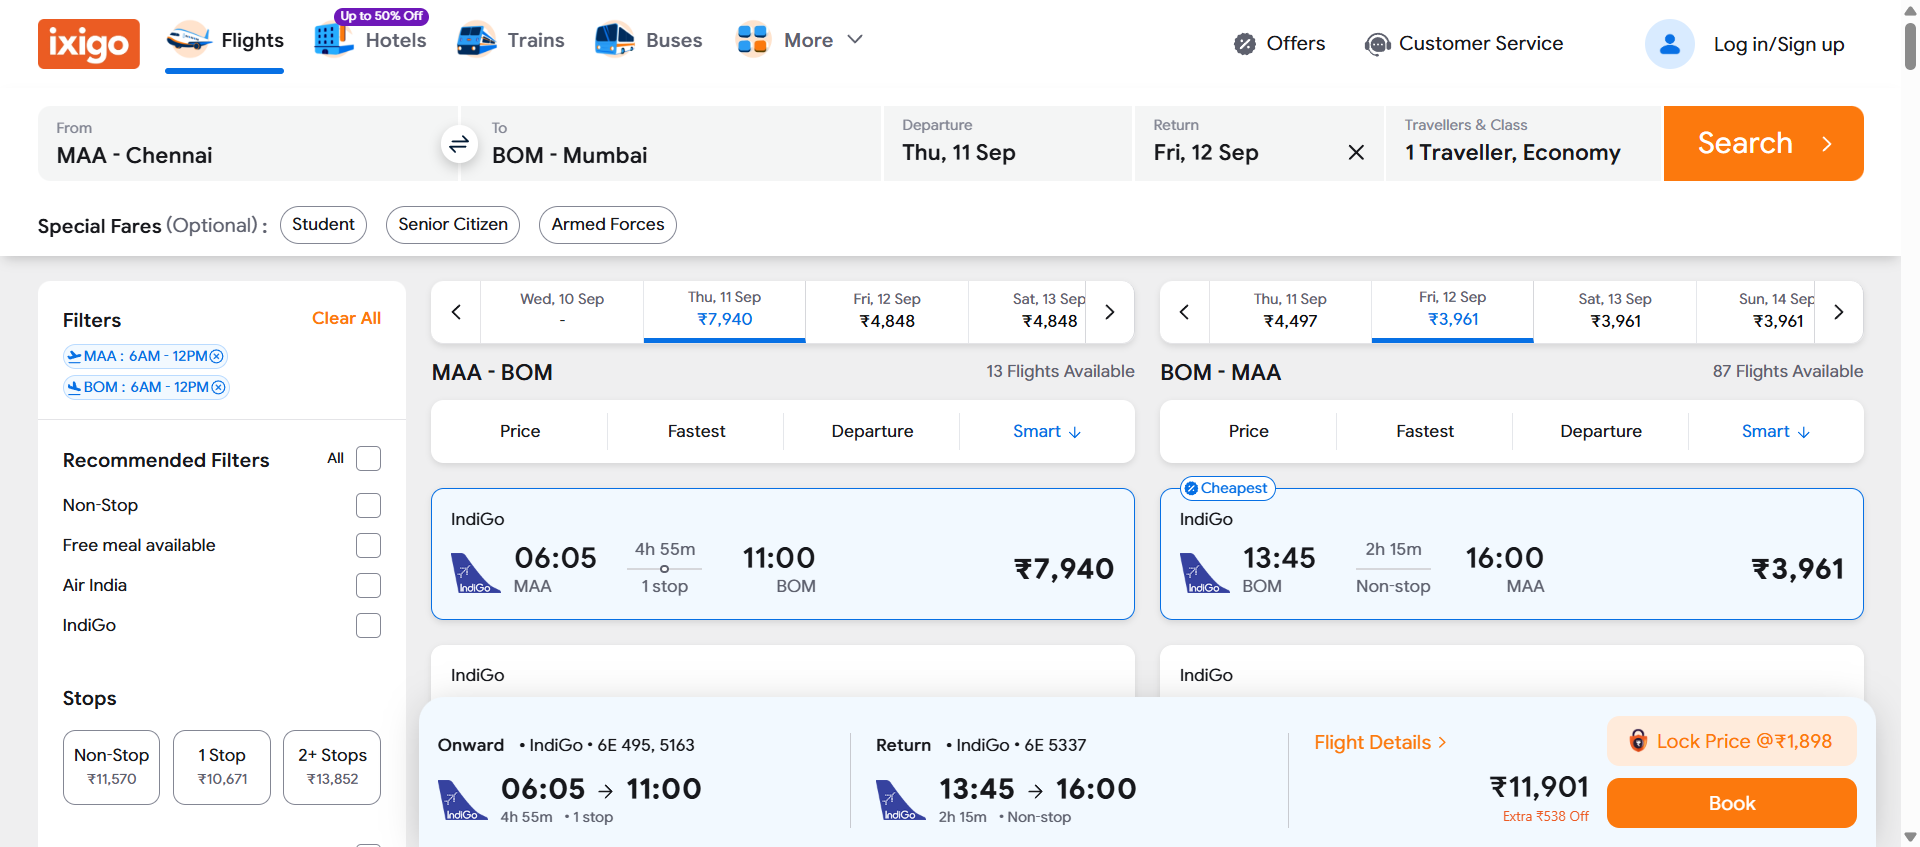 ixigo
Flights
Up to 50% Off
Hotels
Trains
Buses
More
Offers
Customer Service
Log in/Sign up
From
MAA - Chennai
To
BOM - Mumbai
Departure
Thu, 11 Sep
Return
Fri, 12 Sep
Travellers & Class
1 Traveller, Economy
Search
Special Fares (Optional) :
Student
Senior Citizen
Armed Forces
Filters
Clear All
MAA : 6AM - 12PM
BOM : 6AM - 12PM
Recommended Filters
All
Non-Stop
Free meal available
Air India
IndiGo
Stops
Non-Stop
₹11,570
1 Stop
₹10,671
2+ Stops
₹13,852
Wed, 10 Sep
-
Thu, 11 Sep
₹7,940
Fri, 12 Sep
₹4,848
Sat, 13 Sep
₹4,848
MAA - BOM
13 Flights Available
Price
Fastest
Departure
Smart ↓
IndiGo
IndiGo
06:05
MAA
4h 55m
1 stop
11:00
BOM
₹7,940
IndiGo
Thu, 11 Sep
₹4,497
Fri, 12 Sep
₹3,961
Sat, 13 Sep
₹3,961
Sun, 14 Sep
₹3,961
BOM - MAA
87 Flights Available
Price
Fastest
Departure
Smart ↓
Cheapest
IndiGo
IndiGo
13:45
BOM
2h 15m
Non-stop
16:00
MAA
₹3,961
IndiGo
Onward • IndiGo • 6E 495, 5163
IndiGo
06:05 → 11:00
4h 55m • 1 stop
Return • IndiGo • 6E 5337
IndiGo
13:45 → 16:00
2h 15m • Non-stop
Flight Details >
₹11,901
Extra ₹538 Off
Lock Price @₹1,898
Book